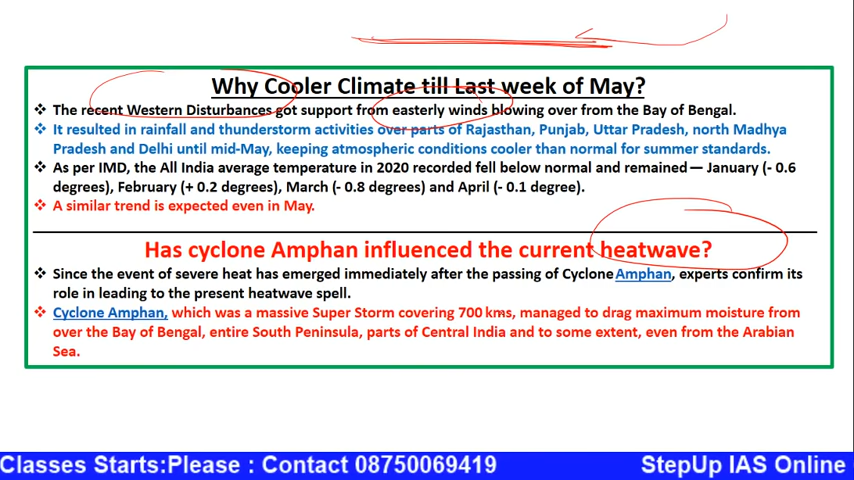 Why Cooler Climate till Last week of May?
❖ The recent Western Disturbances got support from easterly winds blowing over from the Bay of Bengal.
❖ It resulted in rainfall and thunderstorm activities over parts of Rajasthan, Punjab, Uttar Pradesh, north Madhya
Pradesh and Delhi until mid-May, keeping atmospheric conditions cooler than normal for summer standards.
❖ As per IMD, the All India average temperature in 2020 recorded fell below normal and remained— January (- 0.6
degrees), February (+ 0.2 degrees), March (- 0.8 degrees) and April (- 0.1 degree).
❖ A similar trend is expected even in May.
Has cyclone Amphan influenced the current heatwave?
❖ Since the event of severe heat has emerged immediately after the passing of Cyclone Amphan, experts confirm its
role in leading to the present heatwave spell.
❖ Cyclone Amphan, which was a massive Super Storm covering 700 kms, managed to drag maximum moisture from
over the Bay of Bengal, entire South Peninsula, parts of Central India and to some extent, even from the Arabian
Sea.
Classes Starts:Please : Contact 08750069419 StepUp IAS Online